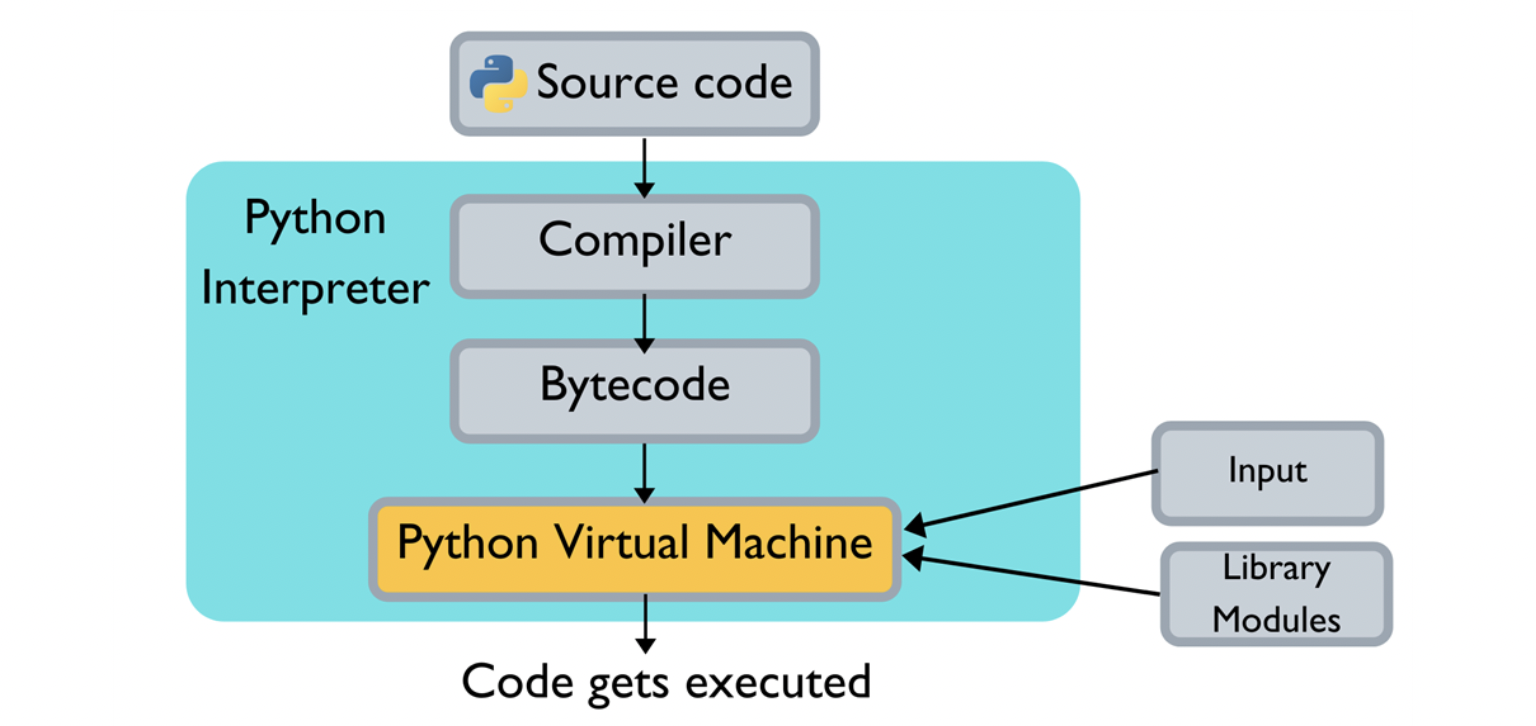 Source code
Python
Interpreter
Compiler
Bytecode
Python Virtual Machine
Input
Library
Modules
Code gets executed